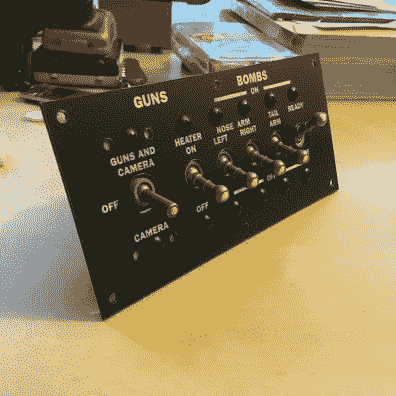 GUNS
BOMBS
ON
GUNS AND
CAMERA
OFF
CAMERA
HEATER
ON
OFF
NOSE ARM
LEFT RIGHT
TAIL
ARM
READY